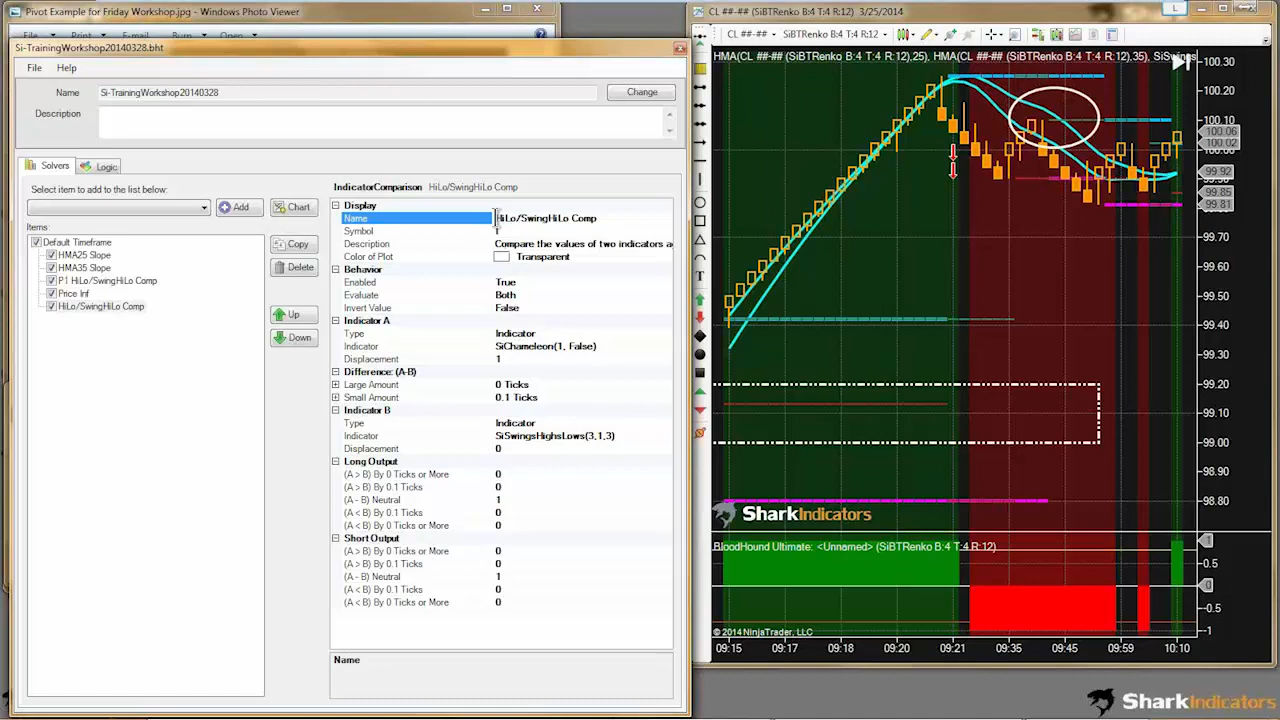 Pivot Example for Friday Workshop.jpg - Windows Photo Viewer
File Print E-mail Burn Open
Si-TrainingWorkshop20140328.bht
File Help
Name Si-TrainingWorkshop20140328 Change
Description
Solvers Logic
Select item to add to the list below:
Add Chart
Items:
Default Timeframe
HMA25 Slope
HMA35 Slope
P1 HiLo/SwingHiLo Comp
Price Inf
HiLo/SwingHiLo Comp
Copy
Delete
Up
Down
IndicatorComparison HiLo/SwingHiLo Comp
Display
Name HiLo/SwingHiLo Comp
Symbol
Description Compare the values of two indicators a
Color of Plot Transparent
Behavior
Enabled True
Evaluate Both
Invert Value False
Indicator A
Type Indicator
Indicator SiChameleon(1, False)
Displacement 1
Difference: (A-B)
Large Amount 0 Ticks
Small Amount 0.1 Ticks
Indicator B
Type Indicator
Indicator SiSwingsHighsLows(3,1,3)
Displacement 0
Long Output
(A > B) By 0 Ticks or More 0
(A > B) By 0.1 Ticks 0
(A - B) Neutral 1
(A < B) By 0.1 Ticks 0
(A < B) By 0 Ticks or More 0
Short Output
(A > B) By 0 Ticks or More 0
(A > B) By 0.1 Ticks 0
(A - B) Neutral 1
(A < B) By 0.1 Ticks 0
(A < B) By 0 Ticks or More 0
Name
CL ##-## (SiBTRenko B:4 T:4 R:12) 3/25/2014
CL ##-## SiBTRenko B:4 T:4 R:12
HMA(CL ##-## (SiBTRenko B:4 T:4 R:12),25), HMA(CL ##-## (SiBTRenko B:4 T:4 R:12),35), SiSwings
100.30
100.20
100.10
100.06
100.02
99.92
99.85
99.81
99.70
99.60
99.50
99.40
99.30
99.20
99.10
99.00
98.90
98.80
SharkIndicators
BloodHound Ultimate: <Unnamed> (SiBTRenko B:4 T:4 R:12)
1
0.5
0
-0.5
-1
© 2014 NinjaTrader, LLC
09:15 09:17 09:18 09:20 09:21 09:35 09:45 09:59 10:10
SharkIndicators